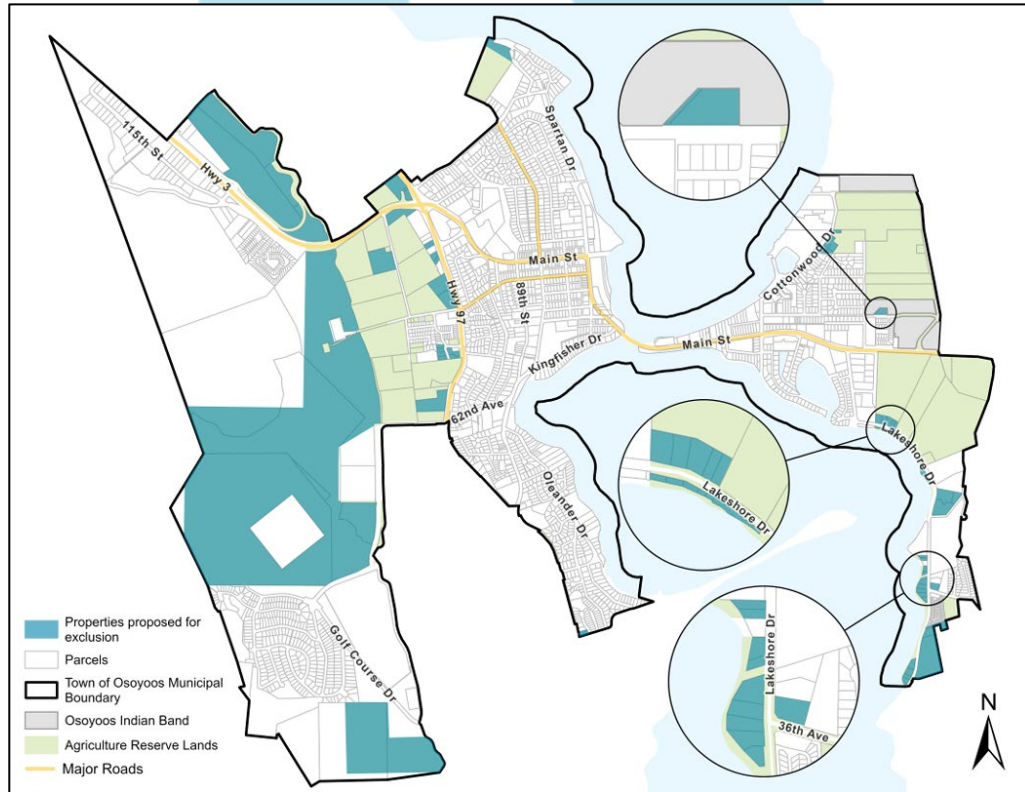 115th St
Hwy 3
Spartan Dr
Main St
Hwy 97
89th St
Kingfisher Dr
62nd Ave
Oleander Dr
Cottonwood Dr
Main St
Lakeshore Dr
Lakeshore Dr
Lakeshore Dr
36th Ave
Golf Course Dr
Properties proposed for
exclusion
Parcels
Town of Osoyoos Municipal
Boundary
Osoyoos Indian Band
Agriculture Reserve Lands
Major Roads
N